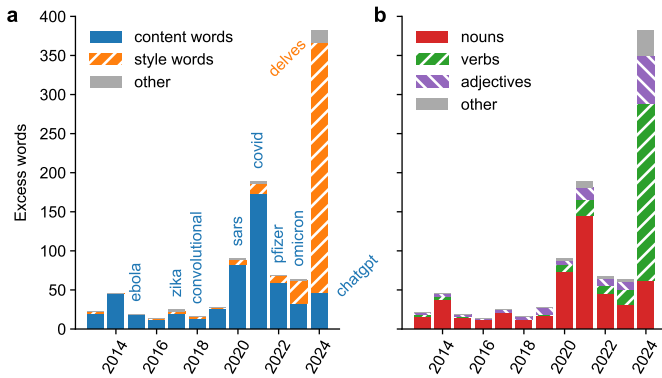 a
Excess words
400
350
300
250
200
150
100
50
0
content words
style words
other
ebola
zika
convolutional
sars
covid
pfizer
omicron
delves
chatgpt
2014
2016
2018
2020
2022
2024
b
nouns
verbs
adjectives
other
2014
2016
2018
2020
2022
2024